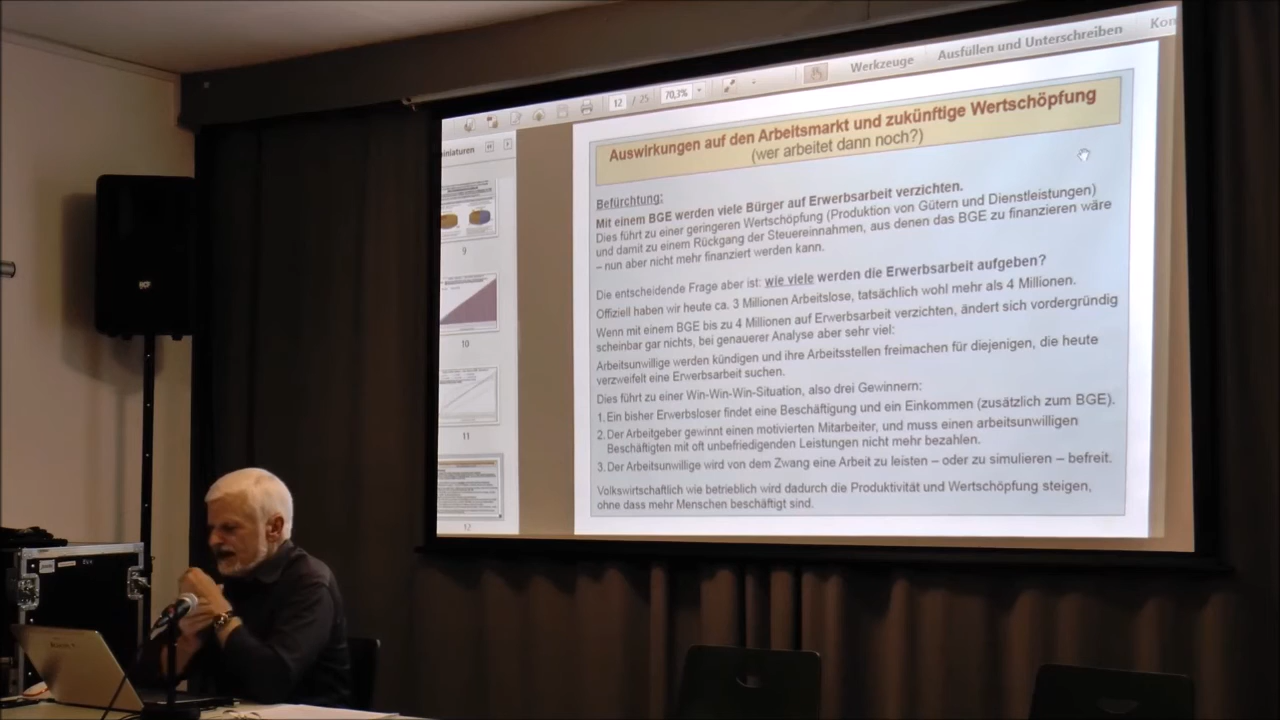 Kon
Werkzeuge
Ausfüllen und Unterschreiben
12 / 25
70,3%
iniaturen
9
10
11
12
Auswirkungen auf den Arbeitsmarkt und zukünftige Wertschöpfung
(wer arbeitet dann noch?)
Befürchtung:
Mit einem BGE werden viele Bürger auf Erwerbsarbeit verzichten.
Dies führt zu einer geringeren Wertschöpfung (Produktion von Gütern und Dienstleistungen)
und damit zu einem Rückgang der Steuereinnahmen, aus denen das BGE zu finanzieren wäre
– nun aber nicht mehr finanziert werden kann.
Die entscheidende Frage aber ist: wie viele werden die Erwerbsarbeit aufgeben?
Offiziell haben wir heute ca. 3 Millionen Arbeitslose, tatsächlich wohl mehr als 4 Millionen.
Wenn mit einem BGE bis zu 4 Millionen auf Erwerbsarbeit verzichten, ändert sich vordergründig
scheinbar gar nichts, bei genauerer Analyse aber sehr viel:
Arbeitsunwillige werden kündigen und ihre Arbeitsstellen freimachen für diejenigen, die heute
verzweifelt eine Erwerbsarbeit suchen.
Dies führt zu einer Win-Win-Win-Situation, also drei Gewinnern:
1. Ein bisher Erwerbsloser findet eine Beschäftigung und ein Einkommen (zusätzlich zum BGE).
2. Der Arbeitgeber gewinnt einen motivierten Mitarbeiter, und muss einen arbeitsunwilligen
Beschäftigten mit oft unbefriedigenden Leistungen nicht mehr bezahlen.
3. Der Arbeitsunwillige wird von dem Zwang eine Arbeit zu leisten – oder zu simulieren – befreit.
Volkswirtschaftlich wie betrieblich wird dadurch die Produktivität und Wertschöpfung steigen,
ohne dass mehr Menschen beschäftigt sind.